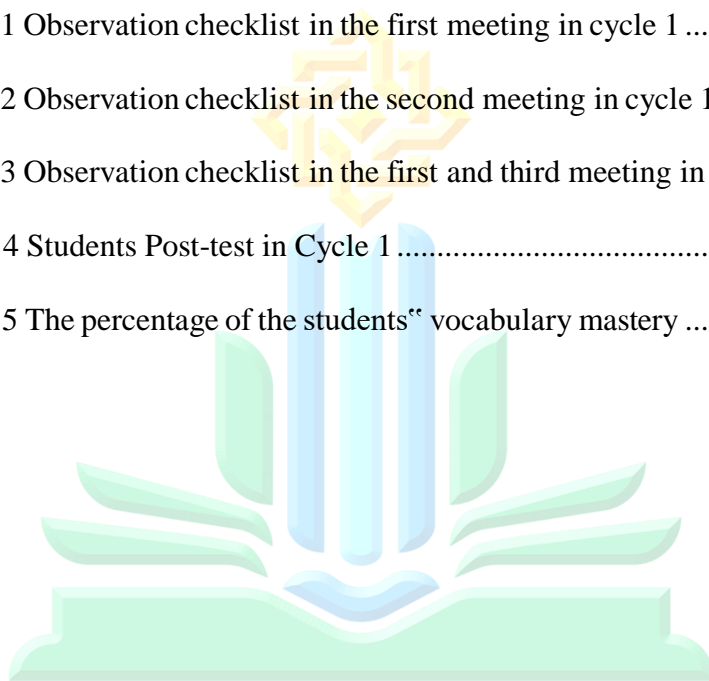 1 Observation checklist in the first meeting in cycle 1 ...
2 Observation checklist in the second meeting in cycle 1
3 Observation checklist in the first and third meeting in
4 Students Post-test in Cycle 1 ....................................
5 The percentage of the students‟ vocabulary mastery ...